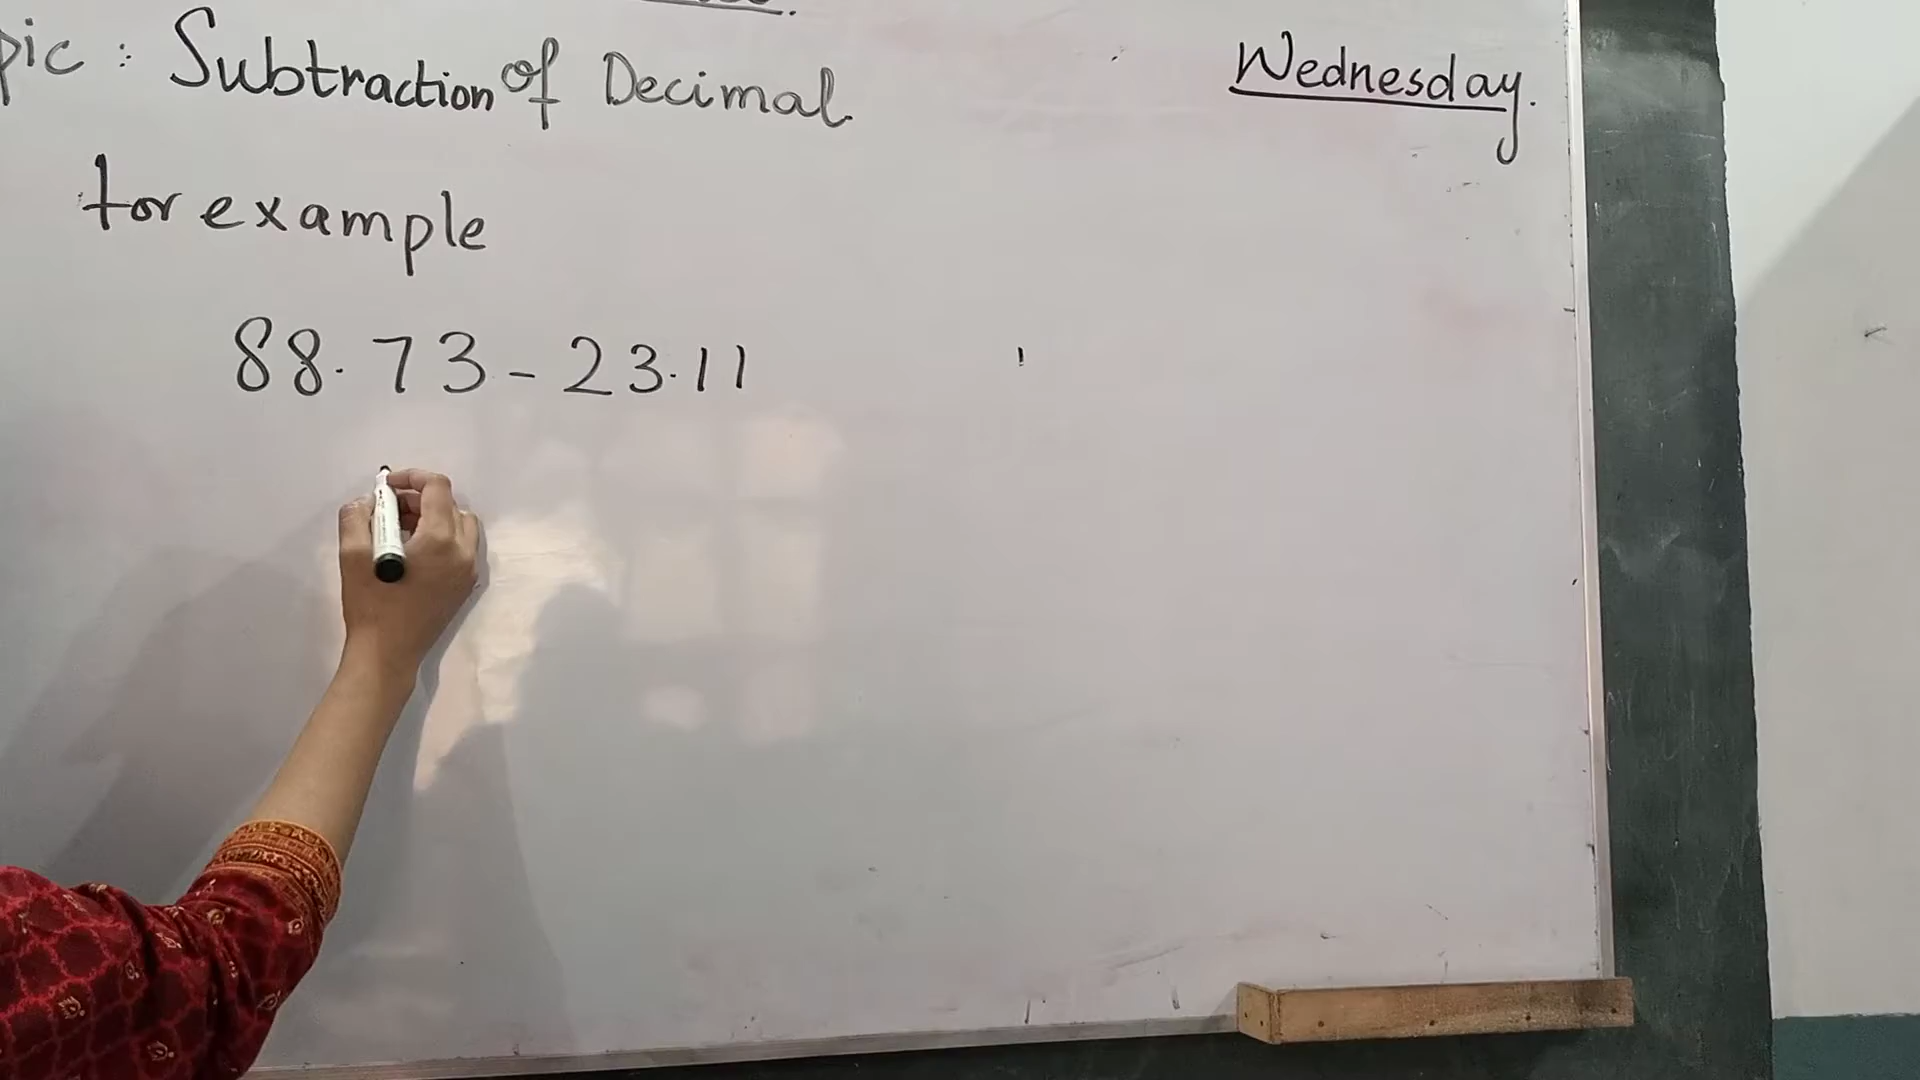 pic : Subtraction of Decimal
Wednesday.
for example
88.73 - 23.11